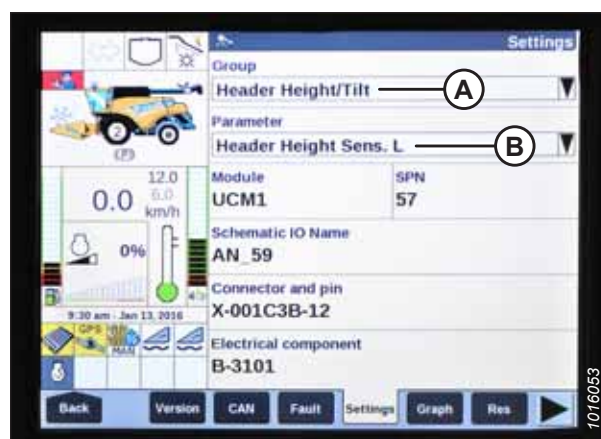 Settings
Group
Header Height/Tilt
A
Parameter
Header Height Sens. L
B
Module
SPN
UCM1
57
Schematic IO Name
AN_59
Connector and pin
X-001C3B-12
Electrical component
B-3101
2
(P)
12.0
0.0
6.0
km/h
0%
9:30 am - Jan 13, 2016
GPS
MAN
Back
Version
CAN
Fault
Settings
Graph
Res
1016053